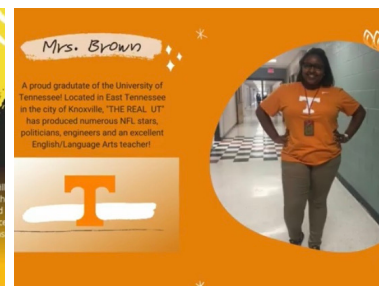 Mrs. Brown
A proud gradutate of the University of
Tennessee! Located in East Tennessee
in the city of Knoxville, "THE REAL UT"
has produced numerous NFL stars,
politicians, engineers and an excellent
English/Language Arts teacher!
T
T